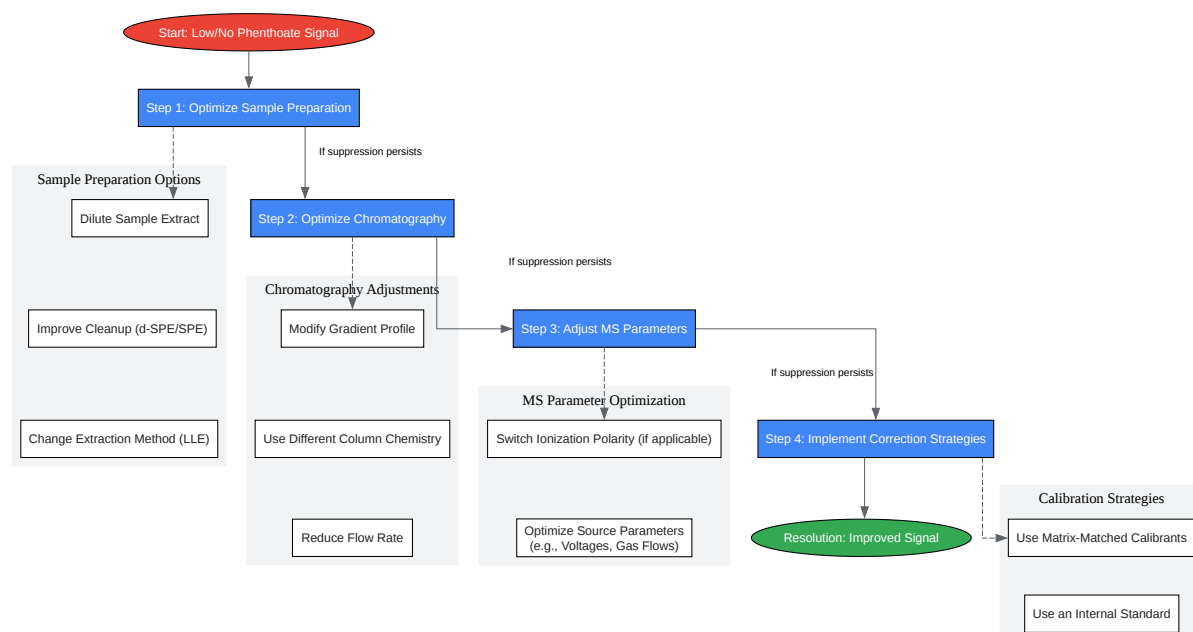 Start: Low/No Phenthoate Signal
Step 1: Optimize Sample Preparation
If suppression persists
Sample Preparation Options
Dilute Sample Extract
Improve Cleanup (d-SPE/SPE)
Change Extraction Method (LLE)
Step 2: Optimize Chromatography
If suppression persists
Chromatography Adjustments
Modify Gradient Profile
Use Different Column Chemistry
Reduce Flow Rate
Step 3: Adjust MS Parameters
If suppression persists
MS Parameter Optimization
Switch Ionization Polarity (if applicable)
Optimize Source Parameters
(e.g., Voltages, Gas Flows)
Step 4: Implement Correction Strategies
Resolution: Improved Signal
Calibration Strategies
Use Matrix-Matched Calibrants
Use an Internal Standard